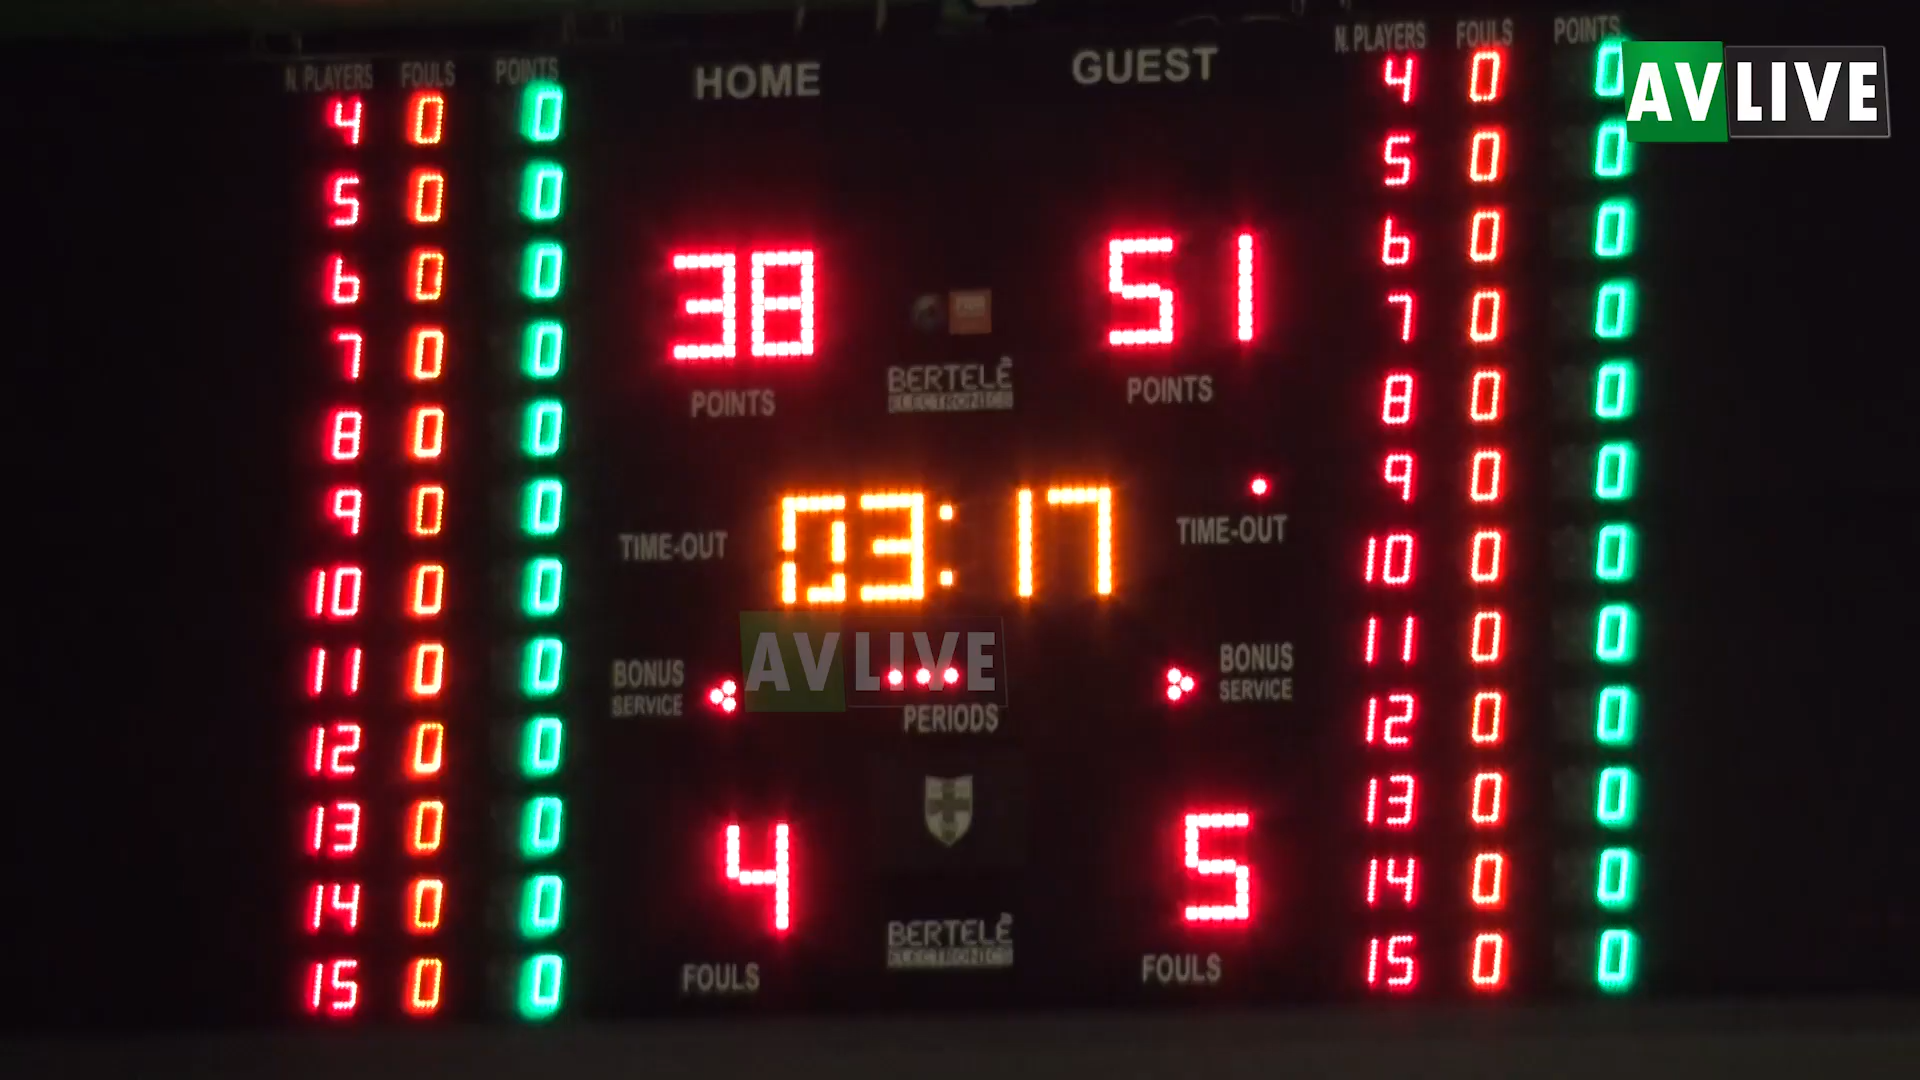 N. PLAYERS FOULS POINTS HOME GUEST N. PLAYERS FOULS POINTS
AVLIVE
4 0 0 4 0 0
5 0 0 5 0 0
6 0 0 6 0 0
38 51
7 0 0 7 0 0
BERTELÈ
ELECTRONICS
POINTS POINTS
8 0 0 8 0 0
9 0 0 9 0 0
TIME-OUT 03:17 TIME-OUT
10 0 0 10 0 0
11 0 0 11 0 0
BONUS
SERVICE
AVLIVE
BONUS
SERVICE
PERIODS
12 0 0 12 0 0
13 0 0 13 0 0
4 5
14 0 0 14 0 0
BERTELÈ
ELECTRONICS
FOULS FOULS
15 0 0 15 0 0